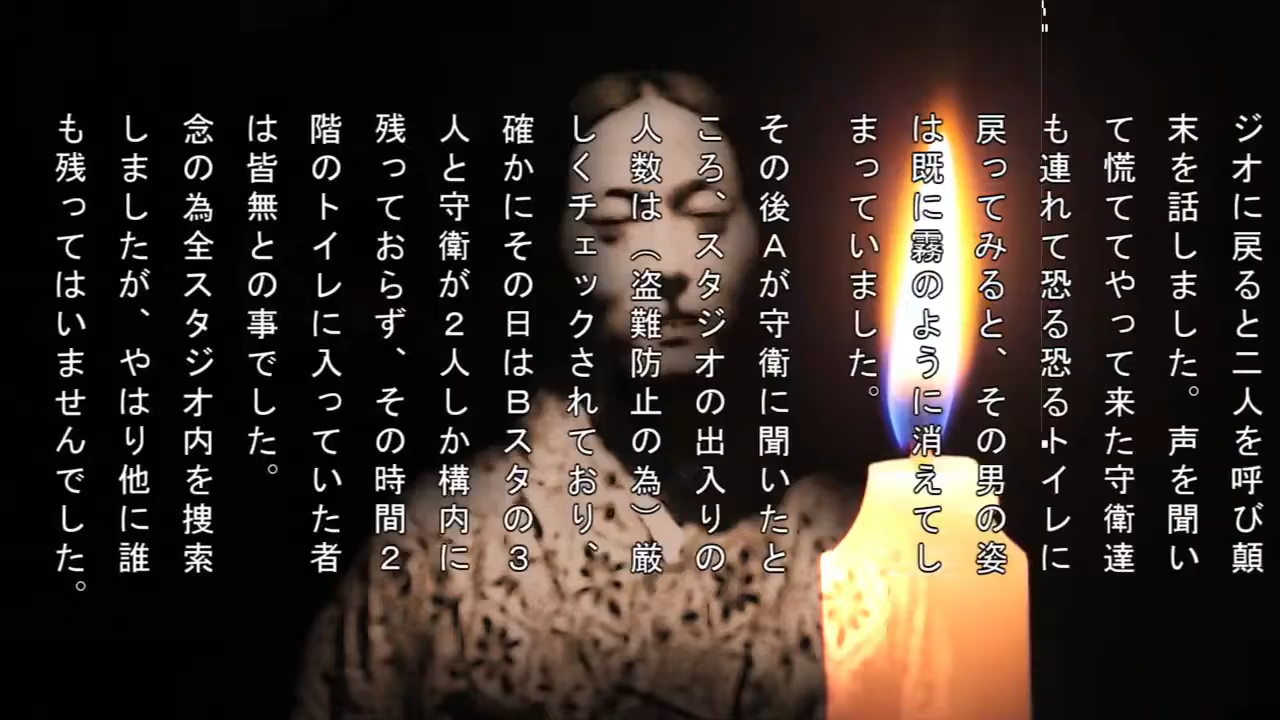 ジオに戻ると二人を呼び顛
末を話しました。声を聞い
て慌ててやって来た守衛達
も連れて恐る恐るトイレに
戻ってみると、その男の姿
は既に霧のように消えてし
まっていました。
その後Ａが守衛に聞いたと
ころ、スタジオの出入りの
人数は（盗難防止の為）厳
しくチェックされており、
確かにその日はＢスタの３
人と守衛が２人しか構内に
残っておらず、その時間２
階のトイレに入っていた者
は皆無との事でした。
念の為全スタジオ内を捜索
しましたが、やはり他に誰
も残ってはいませんでした。